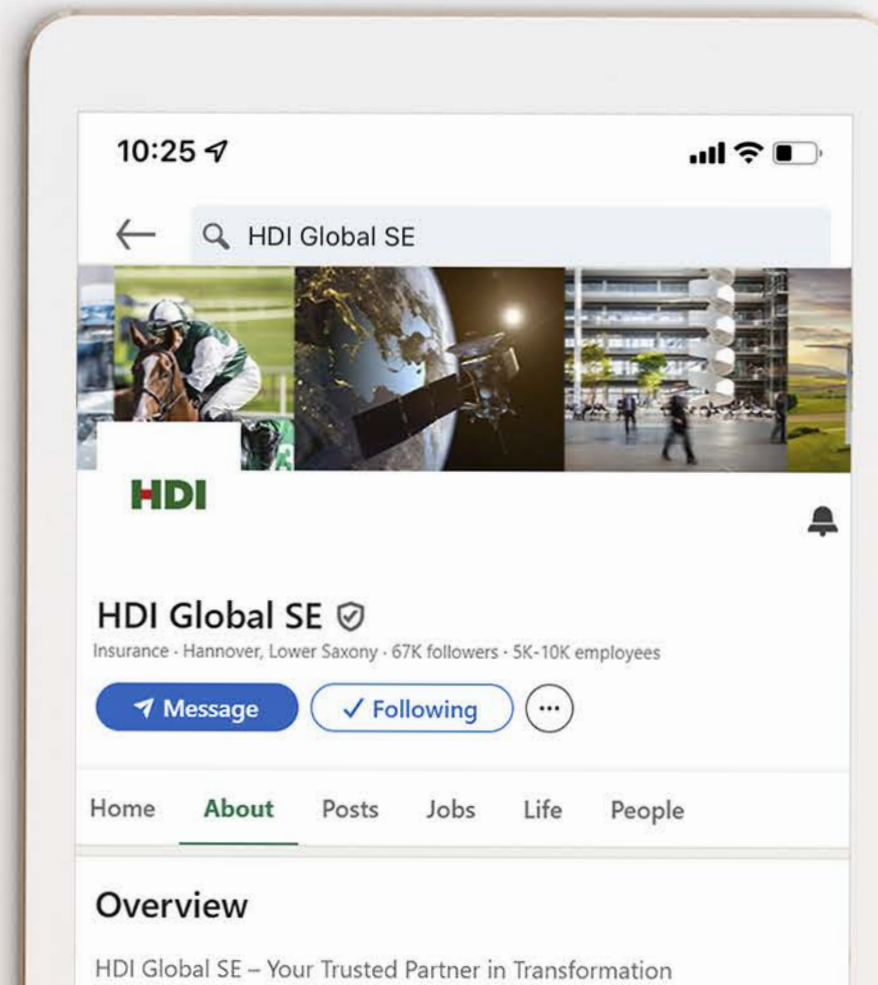 10:25
HDI Global SE
HDI
HDI Global SE
Insurance · Hannover, Lower Saxony · 67K followers · 5K-10K employees
Message
Following
Home About Posts Jobs Life People
Overview
HDI Global SE – Your Trusted Partner in Transformation